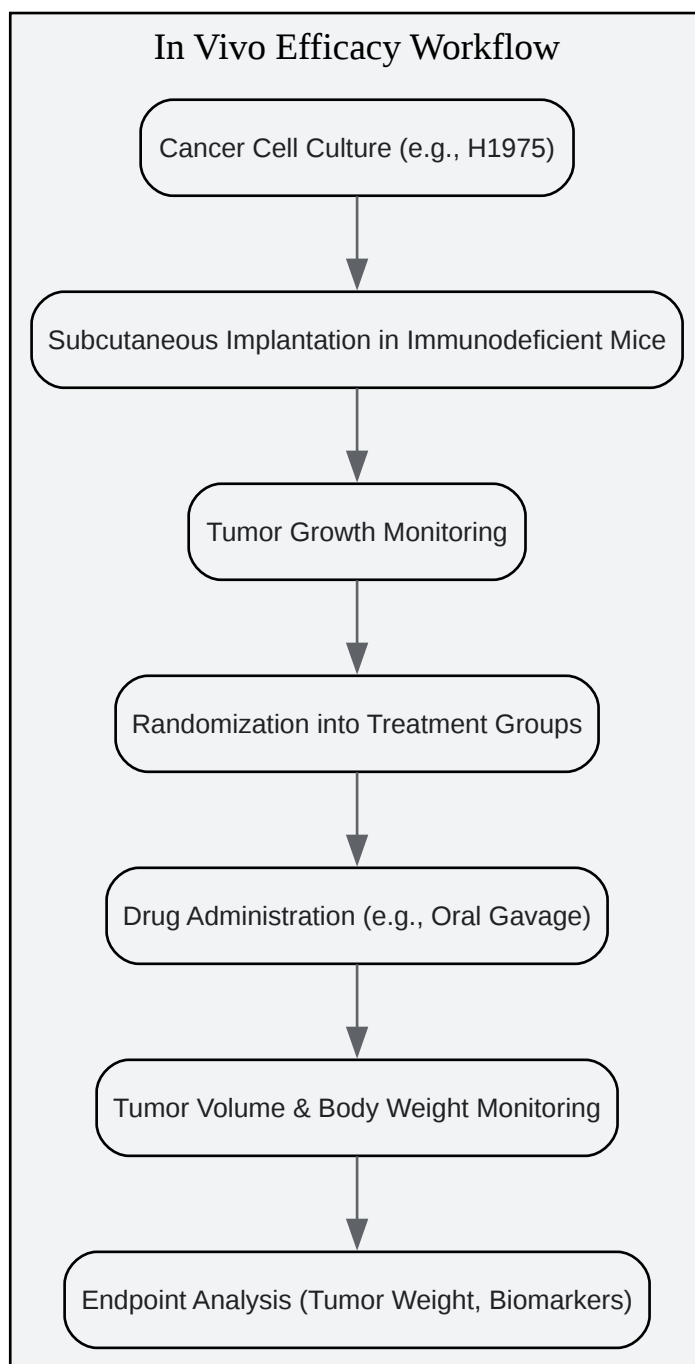 In Vivo Efficacy Workflow
Cancer Cell Culture (e.g., H1975)
Subcutaneous Implantation in Immunodeficient Mice
Tumor Growth Monitoring
Randomization into Treatment Groups
Drug Administration (e.g., Oral Gavage)
Tumor Volume & Body Weight Monitoring
Endpoint Analysis (Tumor Weight, Biomarkers)